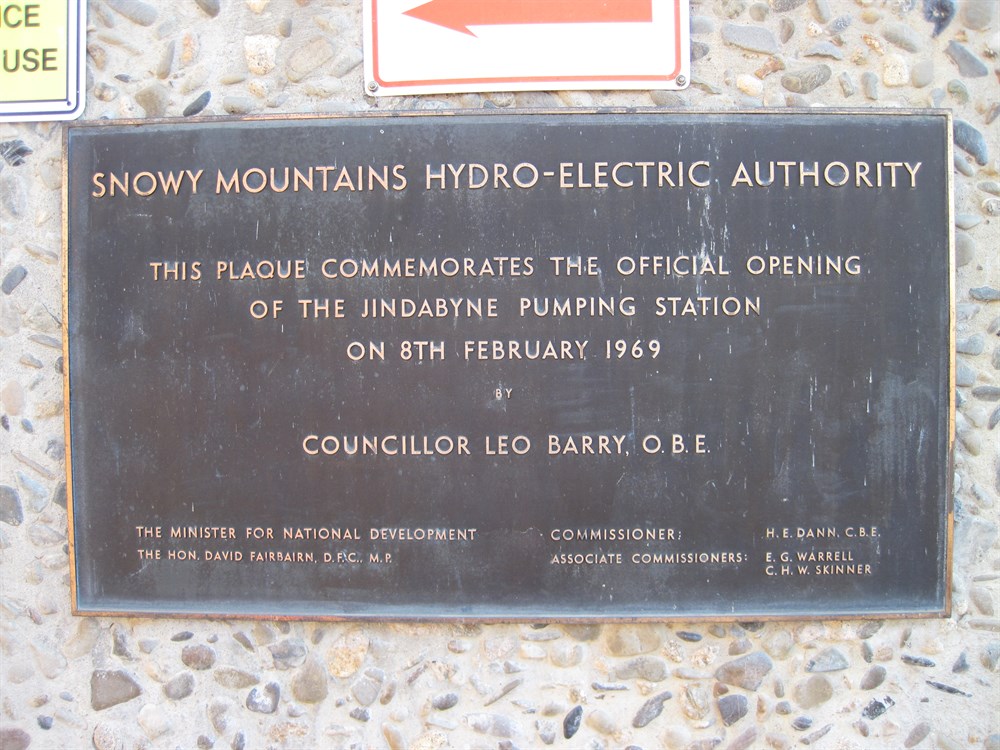 ICE
USE
SNOWY MOUNTAINS HYDRO-ELECTRIC AUTHORITY
THIS PLAQUE COMMEMORATES THE OFFICIAL OPENING
OF THE JINDABYNE PUMPING STATION
ON 8TH FEBRUARY 1969
BY
COUNCILLOR LEO BARRY, O.B.E.
THE MINISTER FOR NATIONAL DEVELOPMENT
THE HON. DAVID FAIRBAIRN, D.F.C., M.P.
COMMISSIONER; H.E. DANN, C.B.E.
ASSOCIATE COMMISSIONERS: E. G. WARRELL
C. H. W. SKINNER